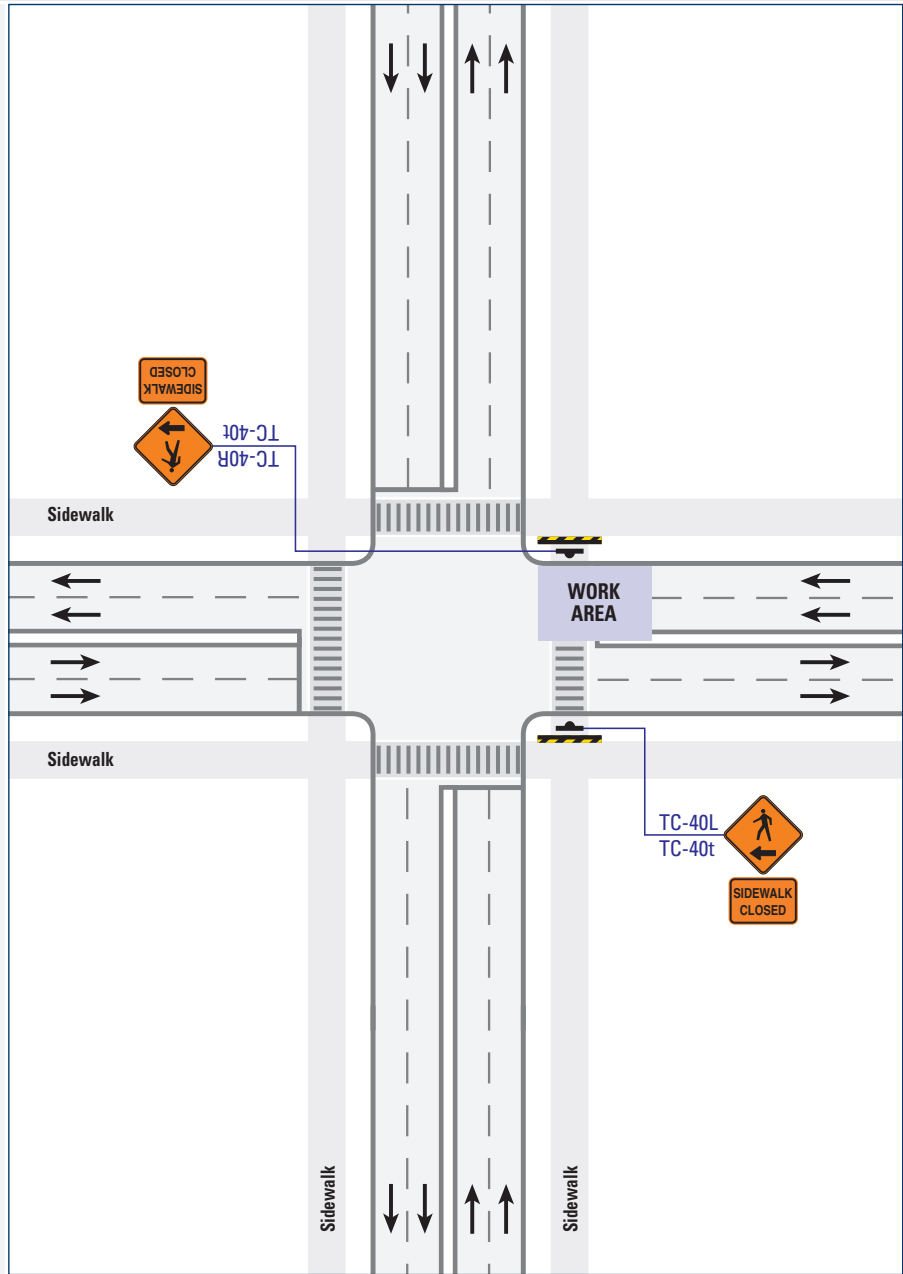 SIDEWALK
CLOSED
TC-40R
TC-40t
Sidewalk
WORK
AREA
Sidewalk
TC-40L
TC-40t
SIDEWALK
CLOSED
Sidewalk
Sidewalk